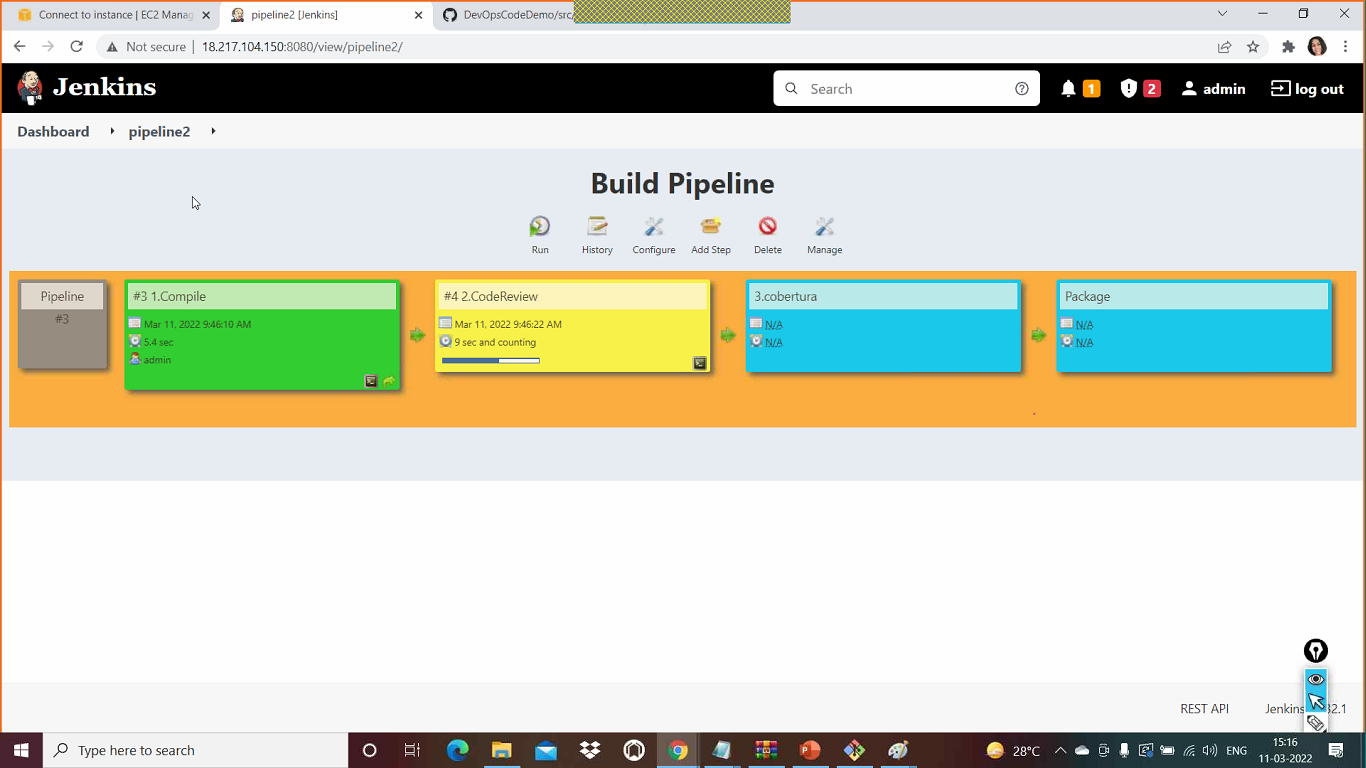 Connect to instance | EC2 Manag
pipeline2 [Jenkins]
DevOpsCodeDemo/src/
Not secure
18.217.104.150:8080/view/pipeline2/
Jenkins
Search
1
2
admin
log out
Dashboard
pipeline2
Build Pipeline
Run
History
Configure
Add Step
Delete
Manage
Pipeline
#3
#3 1.Compile
Mar 11, 2022 9:46:10 AM
5.4 sec
admin
#4 2.CodeReview
Mar 11, 2022 9:46:22 AM
9 sec and counting
3.cobertura
N/A
N/A
Package
N/A
N/A
REST API
Jenkins
32.1
Type here to search
28°C
ENG
15:16
11-03-2022